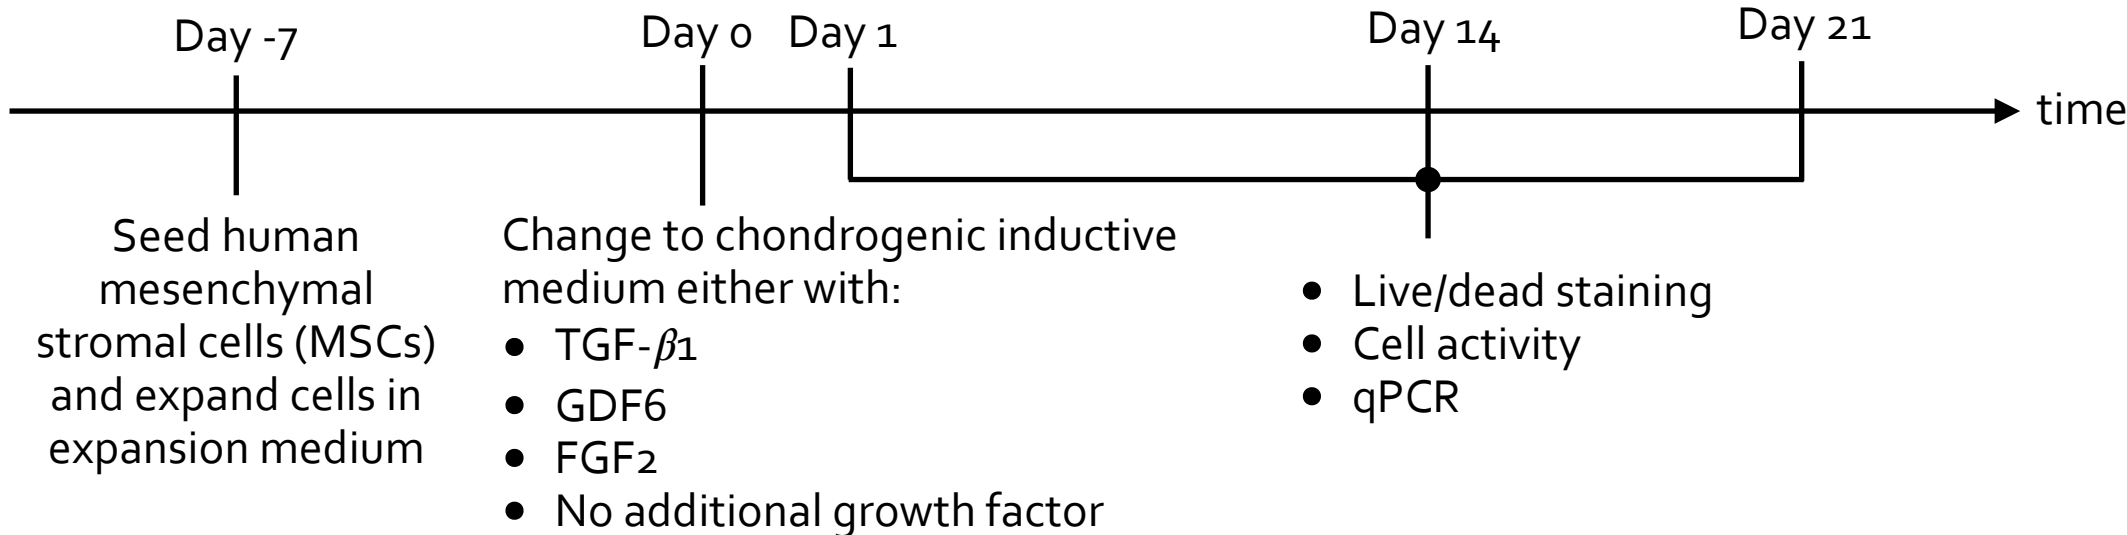 Day -7
Day 0
Day 1
Day 14
Day 21
time
Seed human
mesenchymal
stromal cells (MSCs)
and expand cells in
expansion medium
Change to chondrogenic inductive
medium either with:
• TGF-β1
• GDF6
• FGF2
• No additional growth factor
• Live/dead staining
• Cell activity
• qPCR